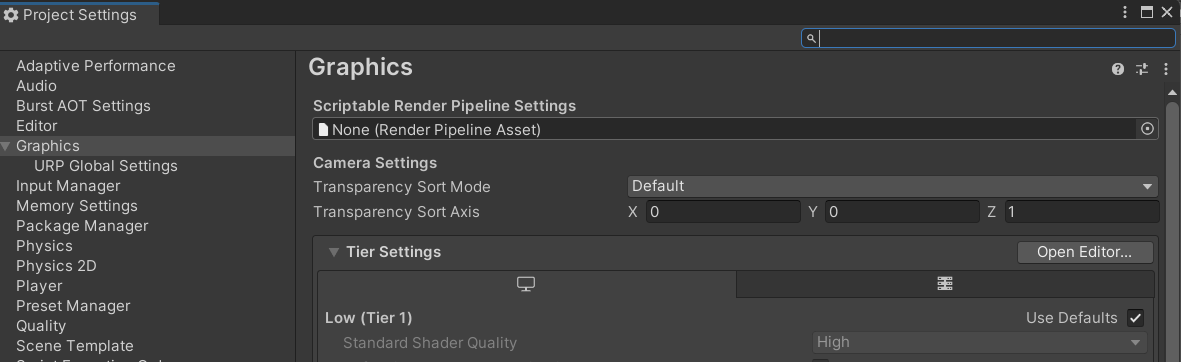 Project Settings
Adaptive Performance
Audio
Burst AOT Settings
Editor
Graphics
URP Global Settings
Input Manager
Memory Settings
Package Manager
Physics
Physics 2D
Player
Preset Manager
Quality
Scene Template
Graphics
Scriptable Render Pipeline Settings
None (Render Pipeline Asset)
Camera Settings
Transparency Sort Mode Default
Transparency Sort Axis X 0 Y 0 Z 1
Tier Settings Open Editor...
Low (Tier 1) Use Defaults
Standard Shader Quality High